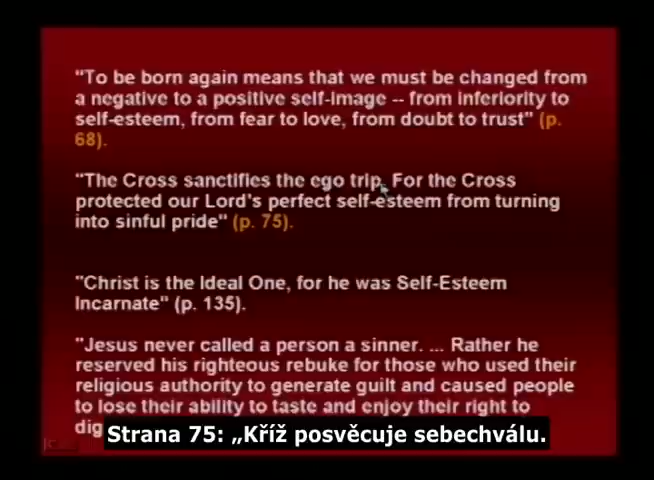 "To be born again means that we must be changed from
a negative to a positive self-image -- from inferiority to
self-esteem, from fear to love, from doubt to trust" (p.
68).
"The Cross sanctifies the ego trip. For the Cross
protected our Lord's perfect self-esteem from turning
into sinful pride" (p. 75).
"Christ is the Ideal One, for he was Self-Esteem
Incarnate" (p. 135).
"Jesus never called a person a sinner. ... Rather he
reserved his righteous rebuke for those who used their
religious authority to generate guilt and caused people
to lose their ability to taste and enjoy their right to
dig
Strana 75: „Kříž posvěcuje sebechválu.